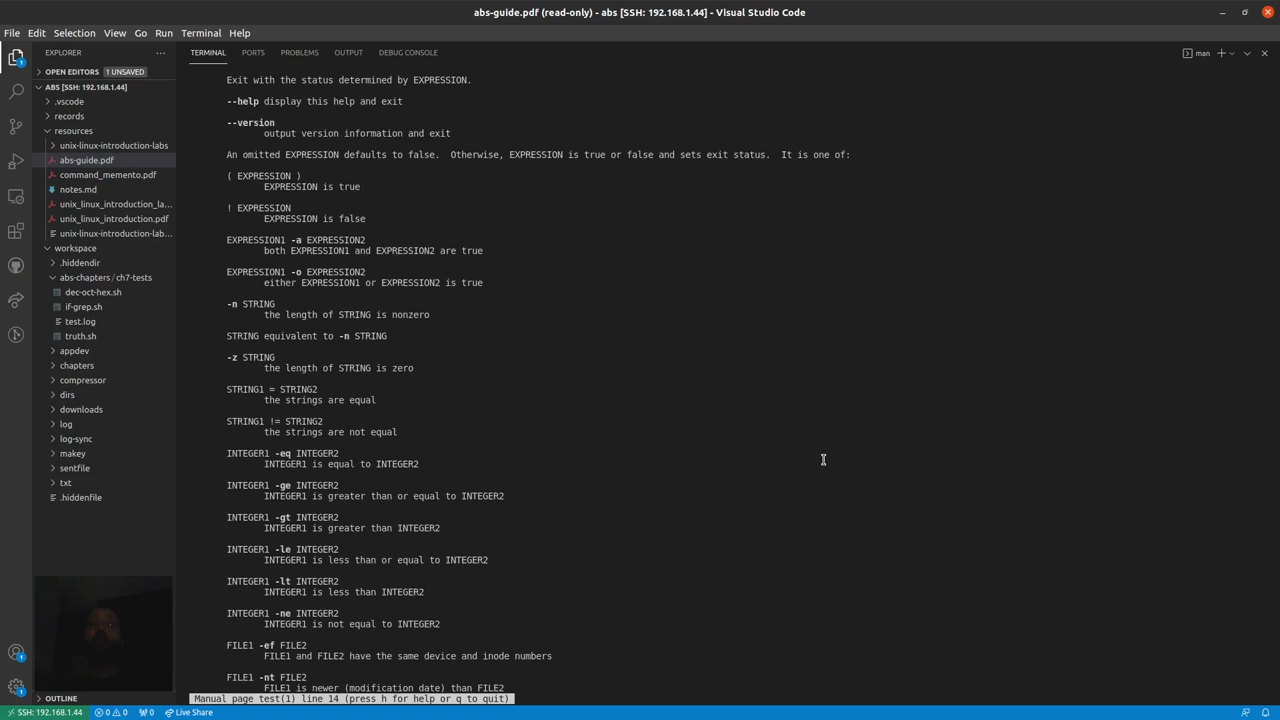 abs-guide.pdf (read-only) - abs [SSH: 192.168.1.44] - Visual Studio Code
File Edit Selection View Go Run Terminal Help
EXPLORER
TERMINAL PORTS PROBLEMS OUTPUT DEBUG CONSOLE
man
OPEN EDITORS 1 UNSAVED
ABS [SSH: 192.168.1.44]
.vscode
records
resources
unix-linux-introduction-labs
abs-guide.pdf
command_memento.pdf
notes.md
unix_linux_introduction_la...
unix_linux_introduction.pdf
unix-linux-introduction-lab...
workspace
.hiddendir
abs-chapters / ch7-tests
dec-oct-hex.sh
if-grep.sh
test.log
truth.sh
appdev
chapters
compressor
dirs
downloads
log
log-sync
makey
sentfile
txt
.hiddenfile
OUTLINE
Exit with the status determined by EXPRESSION.
--help display this help and exit
--version
output version information and exit
An omitted EXPRESSION defaults to false.  Otherwise, EXPRESSION is true or false and sets exit status.  It is one of:
( EXPRESSION )
EXPRESSION is true
! EXPRESSION
EXPRESSION is false
EXPRESSION1 -a EXPRESSION2
both EXPRESSION1 and EXPRESSION2 are true
EXPRESSION1 -o EXPRESSION2
either EXPRESSION1 or EXPRESSION2 is true
-n STRING
the length of STRING is nonzero
STRING equivalent to -n STRING
-z STRING
the length of STRING is zero
STRING1 = STRING2
the strings are equal
STRING1 != STRING2
the strings are not equal
INTEGER1 -eq INTEGER2
INTEGER1 is equal to INTEGER2
INTEGER1 -ge INTEGER2
INTEGER1 is greater than or equal to INTEGER2
INTEGER1 -gt INTEGER2
INTEGER1 is greater than INTEGER2
INTEGER1 -le INTEGER2
INTEGER1 is less than or equal to INTEGER2
INTEGER1 -lt INTEGER2
INTEGER1 is less than INTEGER2
INTEGER1 -ne INTEGER2
INTEGER1 is not equal to INTEGER2
FILE1 -ef FILE2
FILE1 and FILE2 have the same device and inode numbers
FILE1 -nt FILE2
FILE1 is newer (modification date) than FILE2
Manual page test(1) line 14 (press h for help or q to quit)
SSH: 192.168.1.44 0 0 0 Live Share